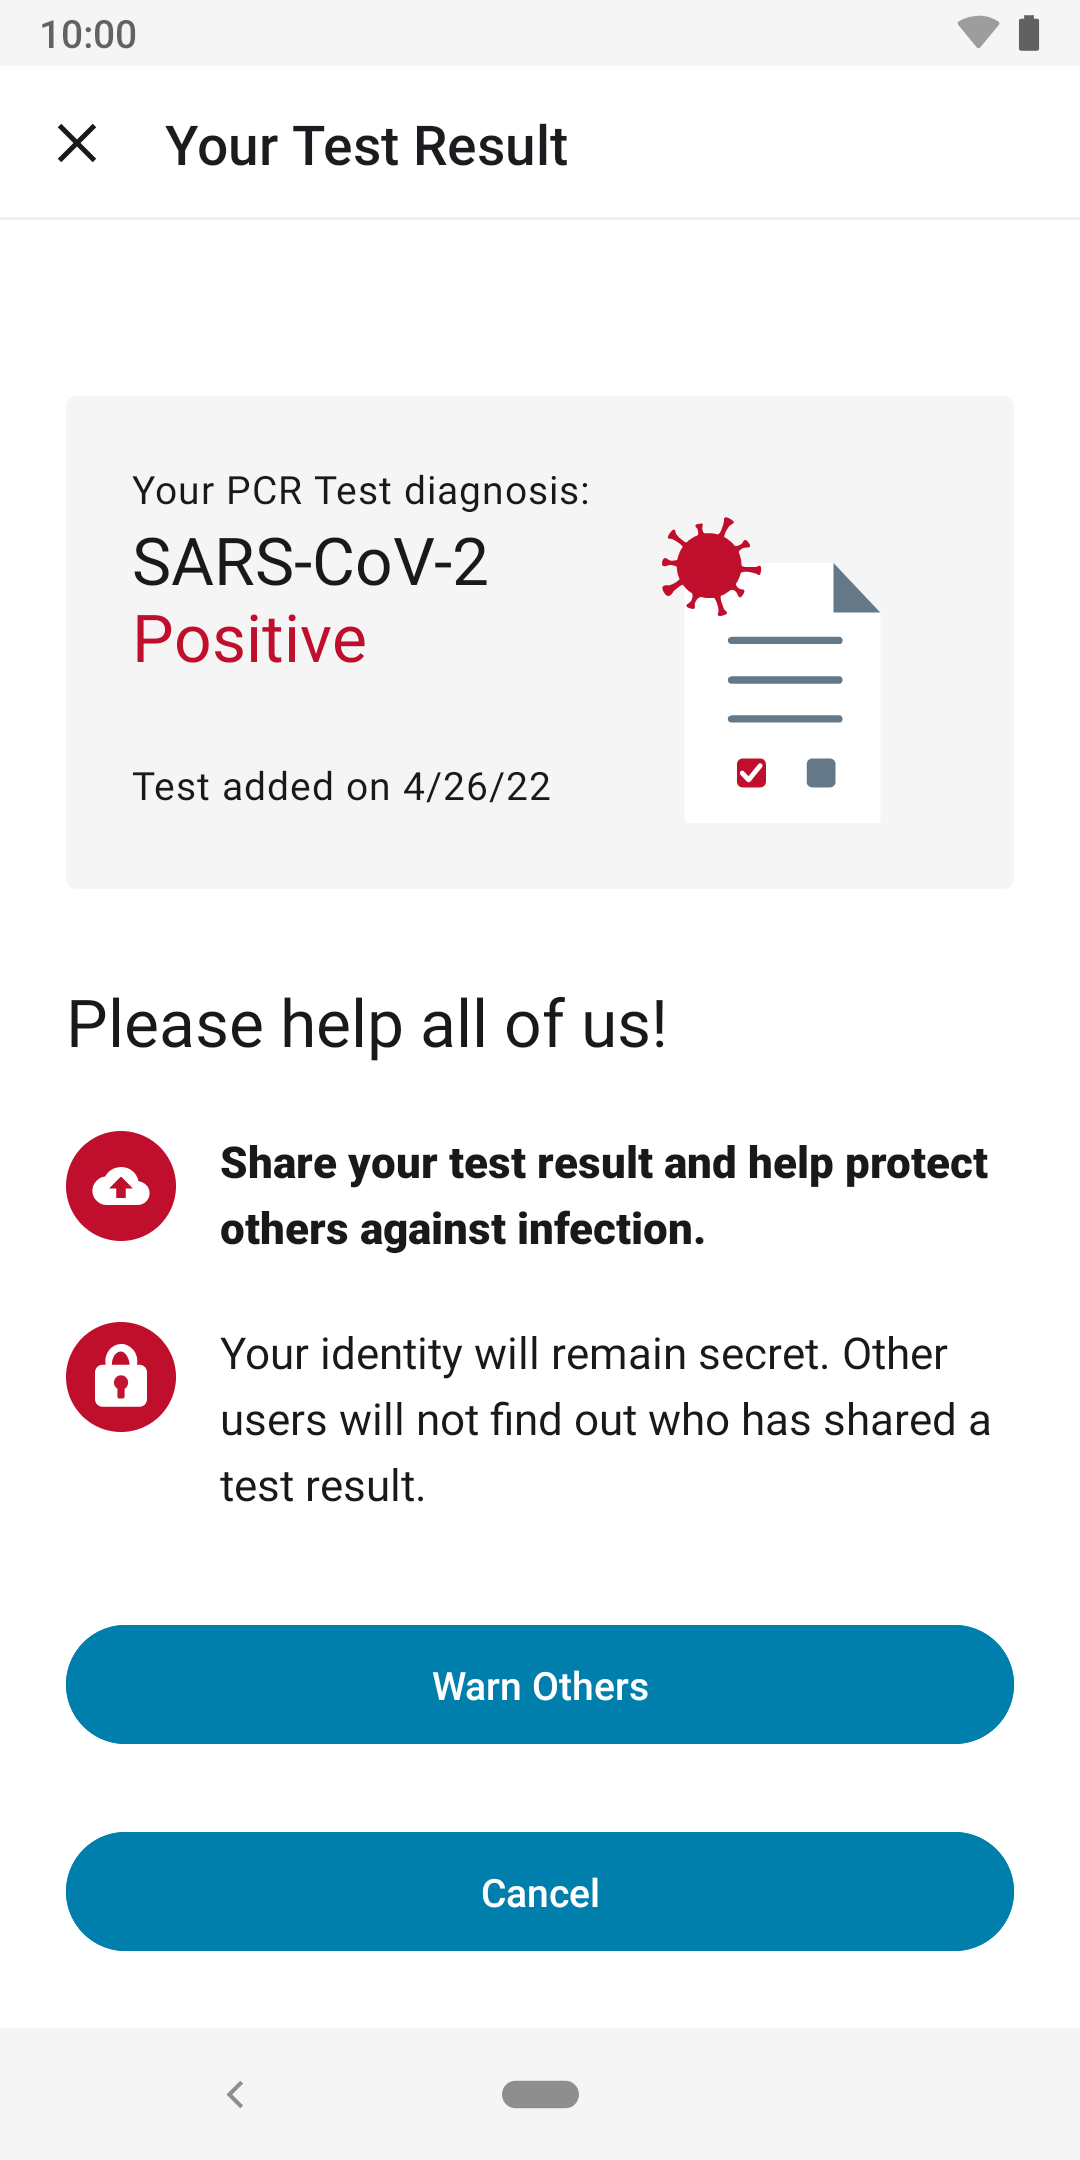 10:00
Your Test Result
Your PCR Test diagnosis:
SARS-CoV-2
Positive
Test added on 4/26/22
Please help all of us!
Share your test result and help protect
others against infection.
Your identity will remain secret. Other
users will not find out who has shared a
test result.
Warn Others
Cancel